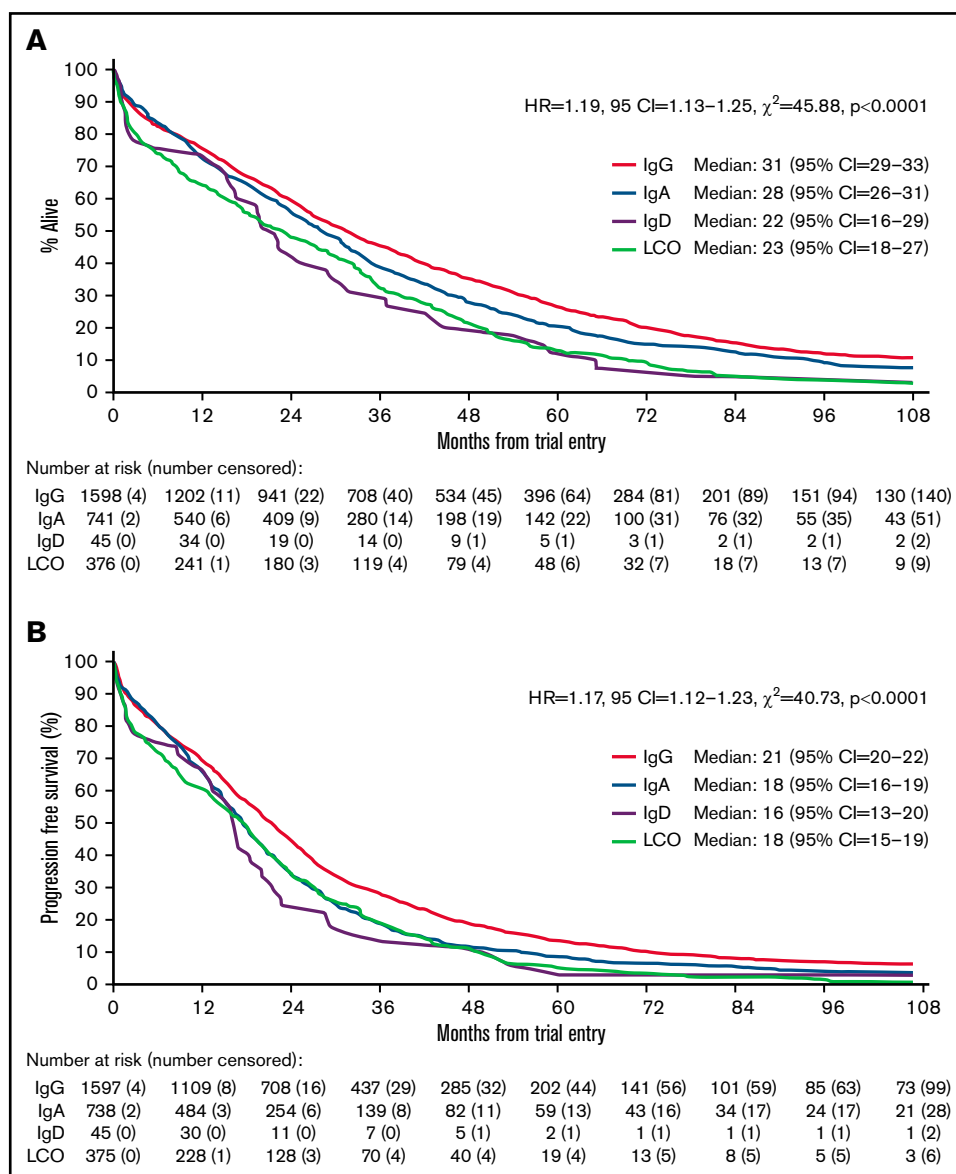 A
100
90
80
70
60
50
40
30
20
10
0
% Alive
HR=1.19, 95 CI=1.13–1.25, χ²=45.88, p<0.0001
IgG Median: 31 (95% CI=29–33)
IgA Median: 28 (95% CI=26–31)
IgD Median: 22 (95% CI=16–29)
LCO Median: 23 (95% CI=18–27)
0 12 24 36 48 60 72 84 96 108
Months from trial entry
Number at risk (number censored):
IgG 1598 (4) 1202 (11) 941 (22) 708 (40) 534 (45) 396 (64) 284 (81) 201 (89) 151 (94) 130 (140)
IgA 741 (2) 540 (6) 409 (9) 280 (14) 198 (19) 142 (22) 100 (31) 76 (32) 55 (35) 43 (51)
IgD 45 (0) 34 (0) 19 (0) 14 (0) 9 (1) 5 (1) 3 (1) 2 (1) 2 (1) 2 (2)
LCO 376 (0) 241 (1) 180 (3) 119 (4) 79 (4) 48 (6) 32 (7) 18 (7) 13 (7) 9 (9)
B
100
90
80
70
60
50
40
30
20
10
0
Progression free survival (%)
HR=1.17, 95 CI=1.12–1.23, χ²=40.73, p<0.0001
IgG Median: 21 (95% CI=20–22)
IgA Median: 18 (95% CI=16–19)
IgD Median: 16 (95% CI=13–20)
LCO Median: 18 (95% CI=15–19)
0 12 24 36 48 60 72 84 96 108
Months from trial entry
Number at risk (number censored):
IgG 1597 (4) 1109 (8) 708 (16) 437 (29) 285 (32) 202 (44) 141 (56) 101 (59) 85 (63) 73 (99)
IgA 738 (2) 484 (3) 254 (6) 139 (8) 82 (11) 59 (13) 43 (16) 34 (17) 24 (17) 21 (28)
IgD 45 (0) 30 (0) 11 (0) 7 (0) 5 (1) 2 (1) 1 (1) 1 (1) 1 (1) 1 (2)
LCO 375 (0) 228 (1) 128 (3) 70 (4) 40 (4) 19 (4) 13 (5) 8 (5) 5 (5) 3 (6)